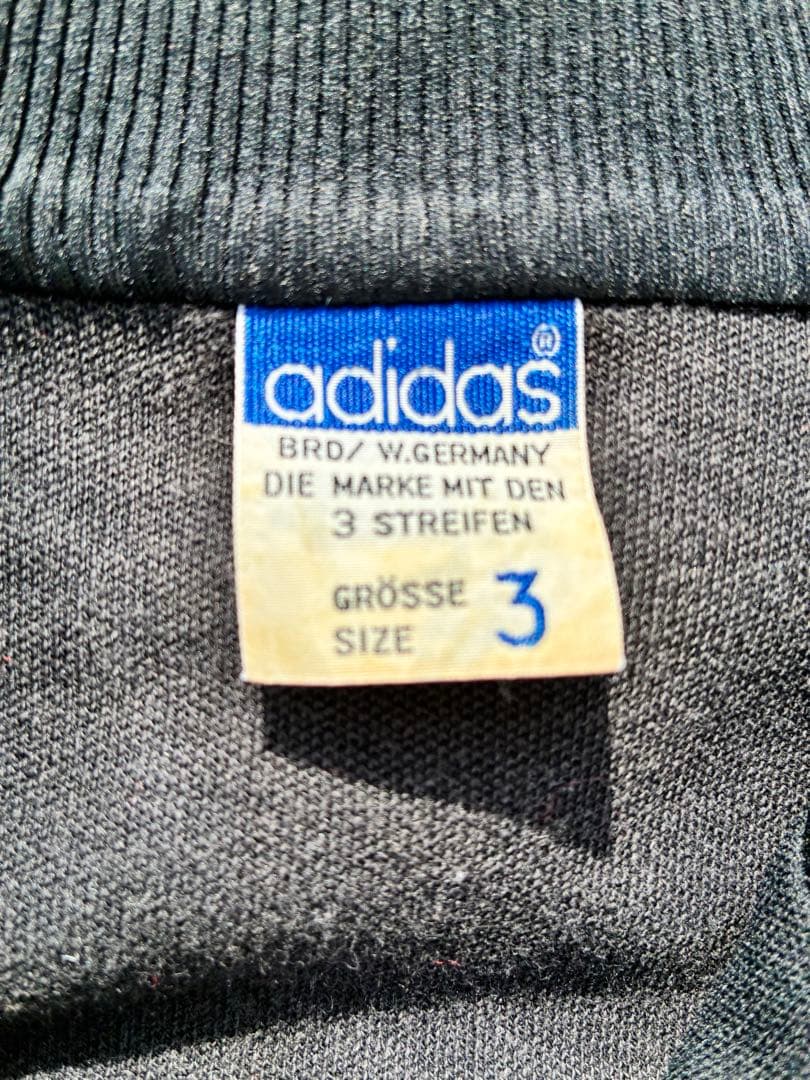 adidas®
BRD/ W.GERMANY
DIE MARKE MIT DEN
3 STREIFEN
GRÖSSE 3
SIZE